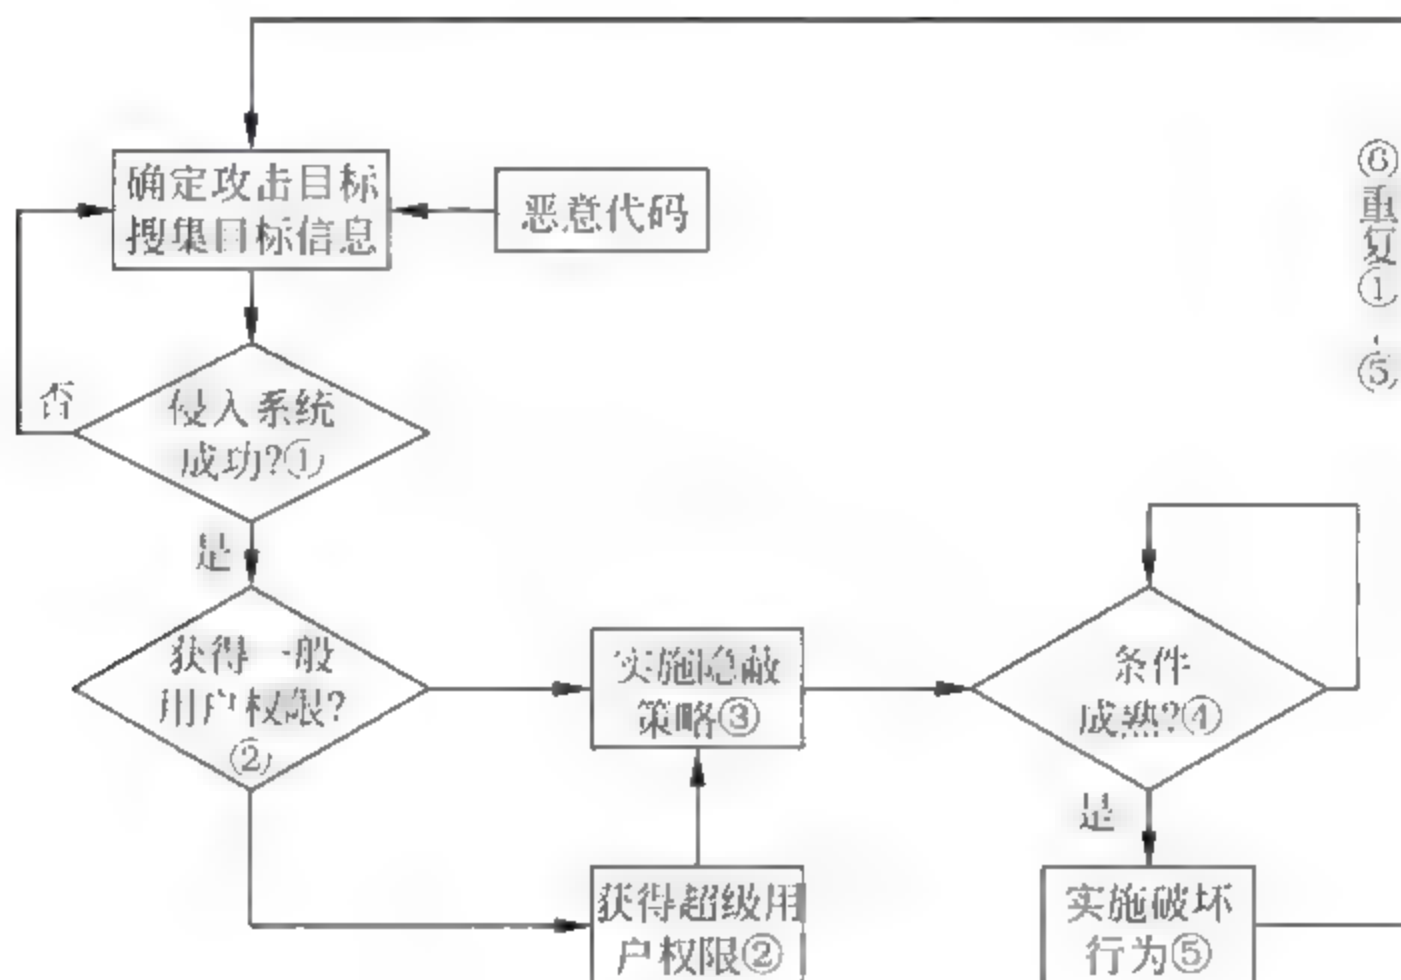 确定攻击目标
搜集目标信息
恶意代码
⑥
重
复
①
、
⑤
否
侵入系统
成功?①
是
获得一般
用户权限?
②
实施隐蔽
策略③
条件
成熟?④
是
获得超级用
户权限②
实施破坏
行为⑤